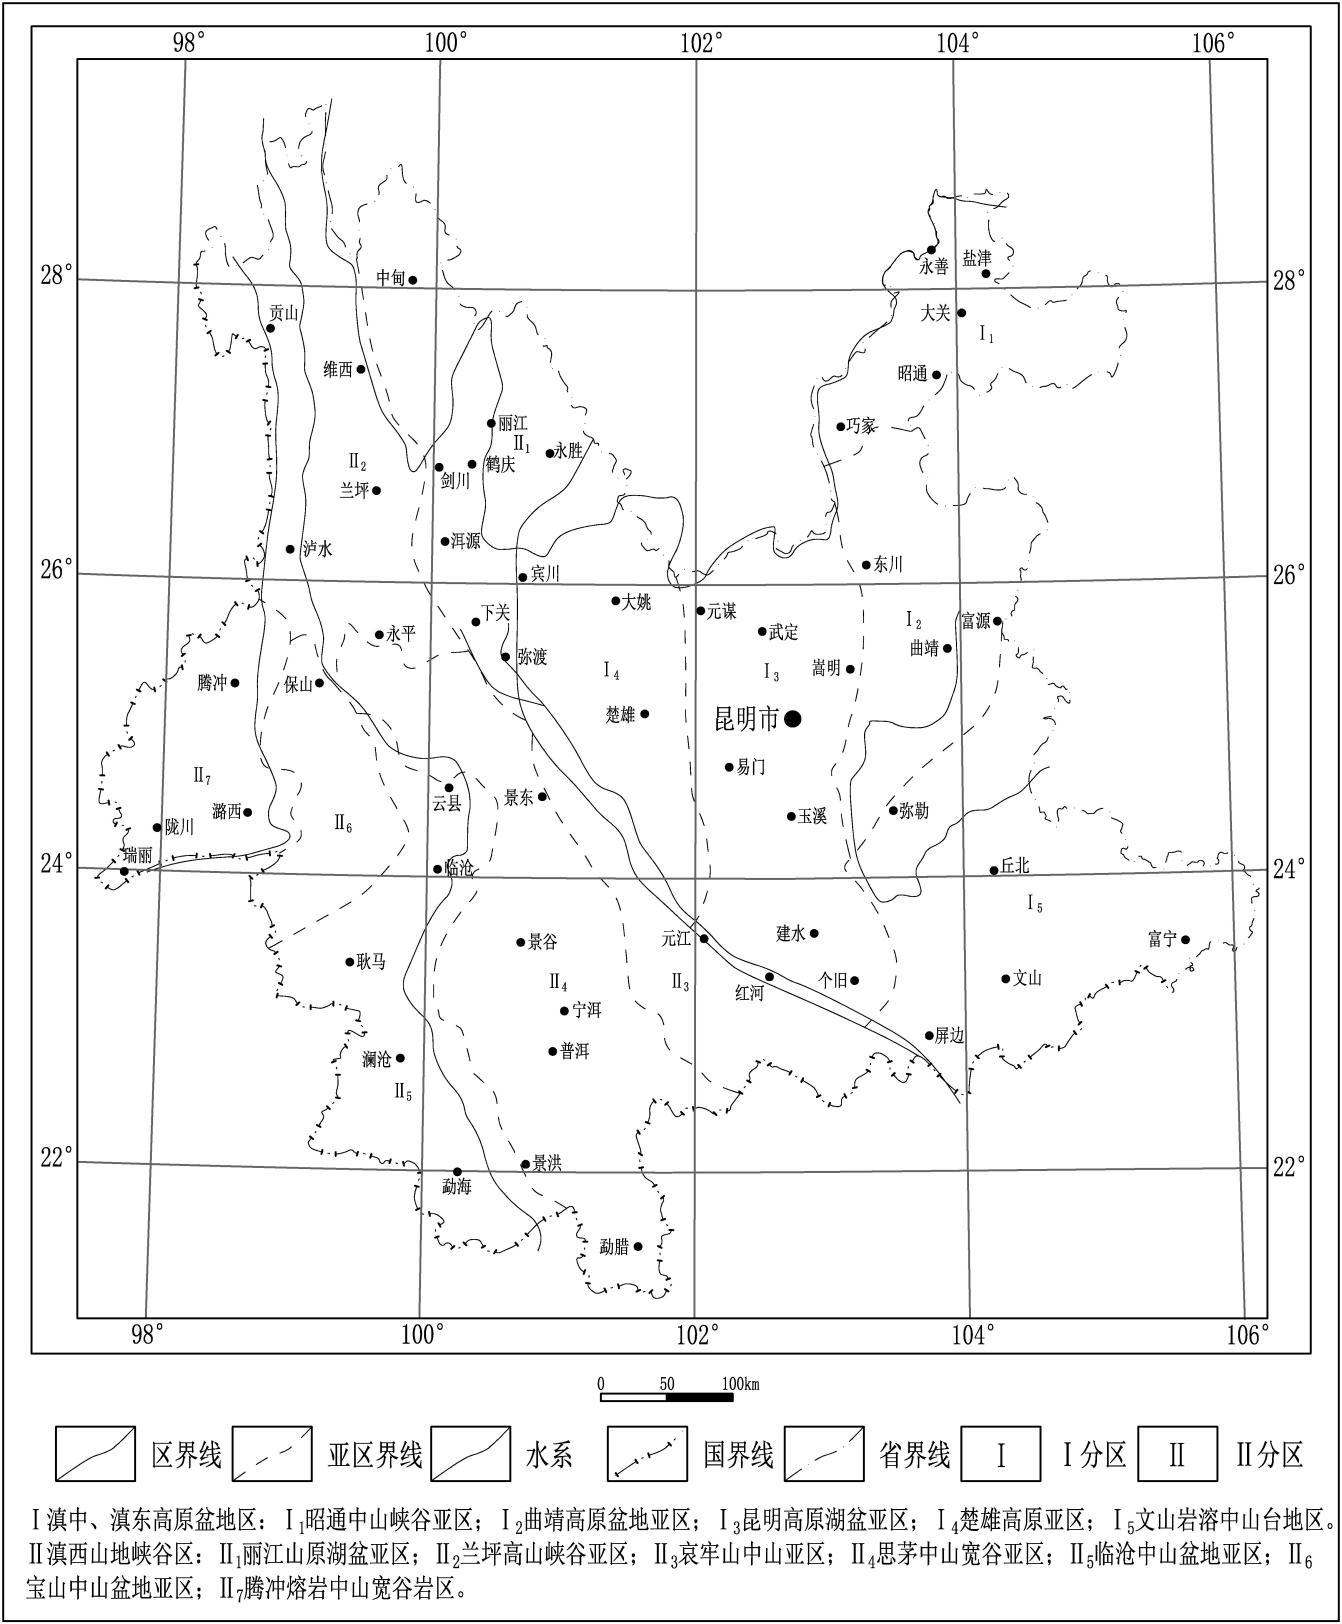 98° 100° 102° 104° 106°
永善 盐津
28° 中甸 28°
贡山 大关
Ⅰ1
维西 昭通
丽江 巧家
Ⅱ1 永胜
Ⅱ2 鹤庆
剑川
兰坪
泸水 洱源
26° 宾川 东川 26°
大姚 元谋
下关 Ⅰ2 富源
永平 武定
弥渡 曲靖
腾冲 保山 Ⅰ4 Ⅰ3 嵩明
楚雄 昆明市
Ⅱ7 易门
云县 景东
潞西 Ⅱ6 玉溪 弥勒
陇川
瑞丽
24° 临沧 丘北 24°
Ⅰ5
景谷 元江 建水 富宁
耿马 Ⅱ4 Ⅱ3 红河 个旧 文山
宁洱
普洱 屏边
澜沧
Ⅱ5
22° 景洪 22°
勐海
勐腊
98° 100° 102° 104° 106°
0 50 100km
区界线 亚区界线 水系 国界线 省界线 Ⅰ Ⅰ分区 Ⅱ Ⅱ分区
Ⅰ滇中、滇东高原盆地区：Ⅰ1昭通中山峡谷亚区；Ⅰ2曲靖高原盆地亚区；Ⅰ3昆明高原湖盆亚区；Ⅰ4楚雄高原亚区；Ⅰ5文山岩溶中山台地区。
Ⅱ滇西山地峡谷区：Ⅱ1丽江山原湖盆亚区；Ⅱ2兰坪高山峡谷亚区；Ⅱ3哀牢山中山亚区；Ⅱ4思茅中山宽谷亚区；Ⅱ5临沧中山盆地亚区；Ⅱ6
宝山中山盆地亚区；Ⅱ7腾冲熔岩中山宽谷岩区。